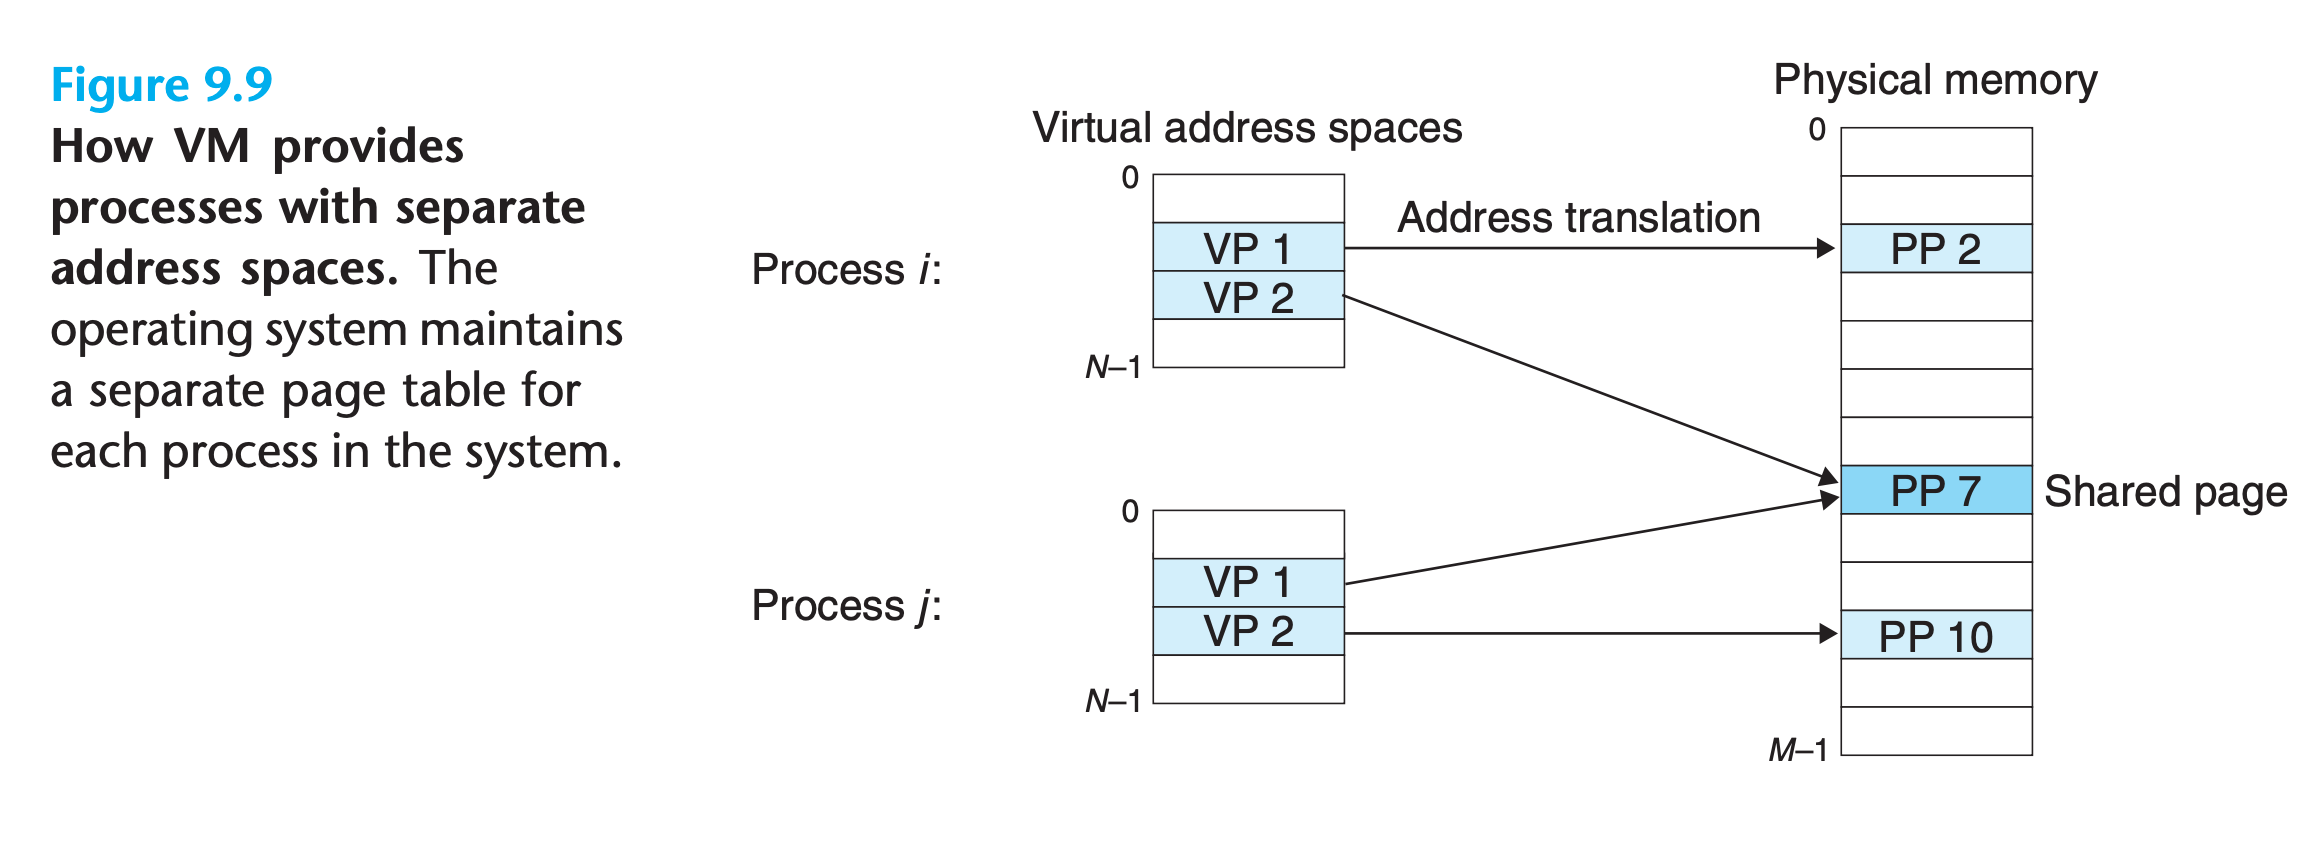 Figure 9.9
How VM provides
processes with separate
address spaces. The
operating system maintains
a separate page table for
each process in the system.
Virtual address spaces
Physical memory
Process i:
0
VP 1
VP 2
N–1
Address translation
Process j:
0
VP 1
VP 2
N–1
0
PP 2
PP 7
Shared page
PP 10
M–1